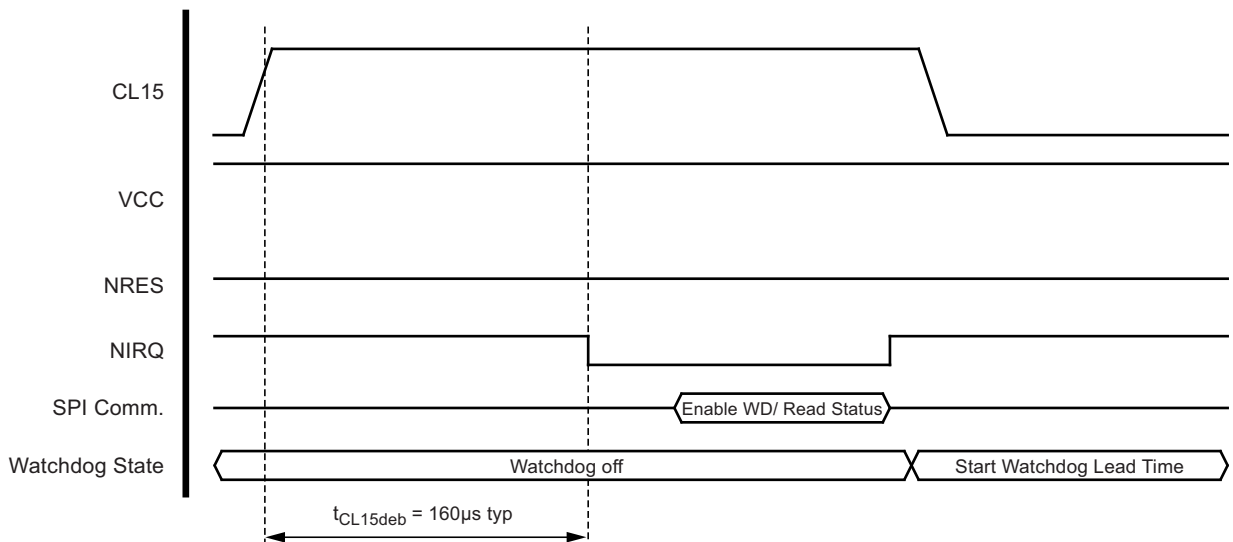 CL15
VCC
NRES
NIRQ
SPI Comm.
Enable WD/ Read Status
Watchdog State
Watchdog off
Start Watchdog Lead Time
tCL15deb = 160µs typ